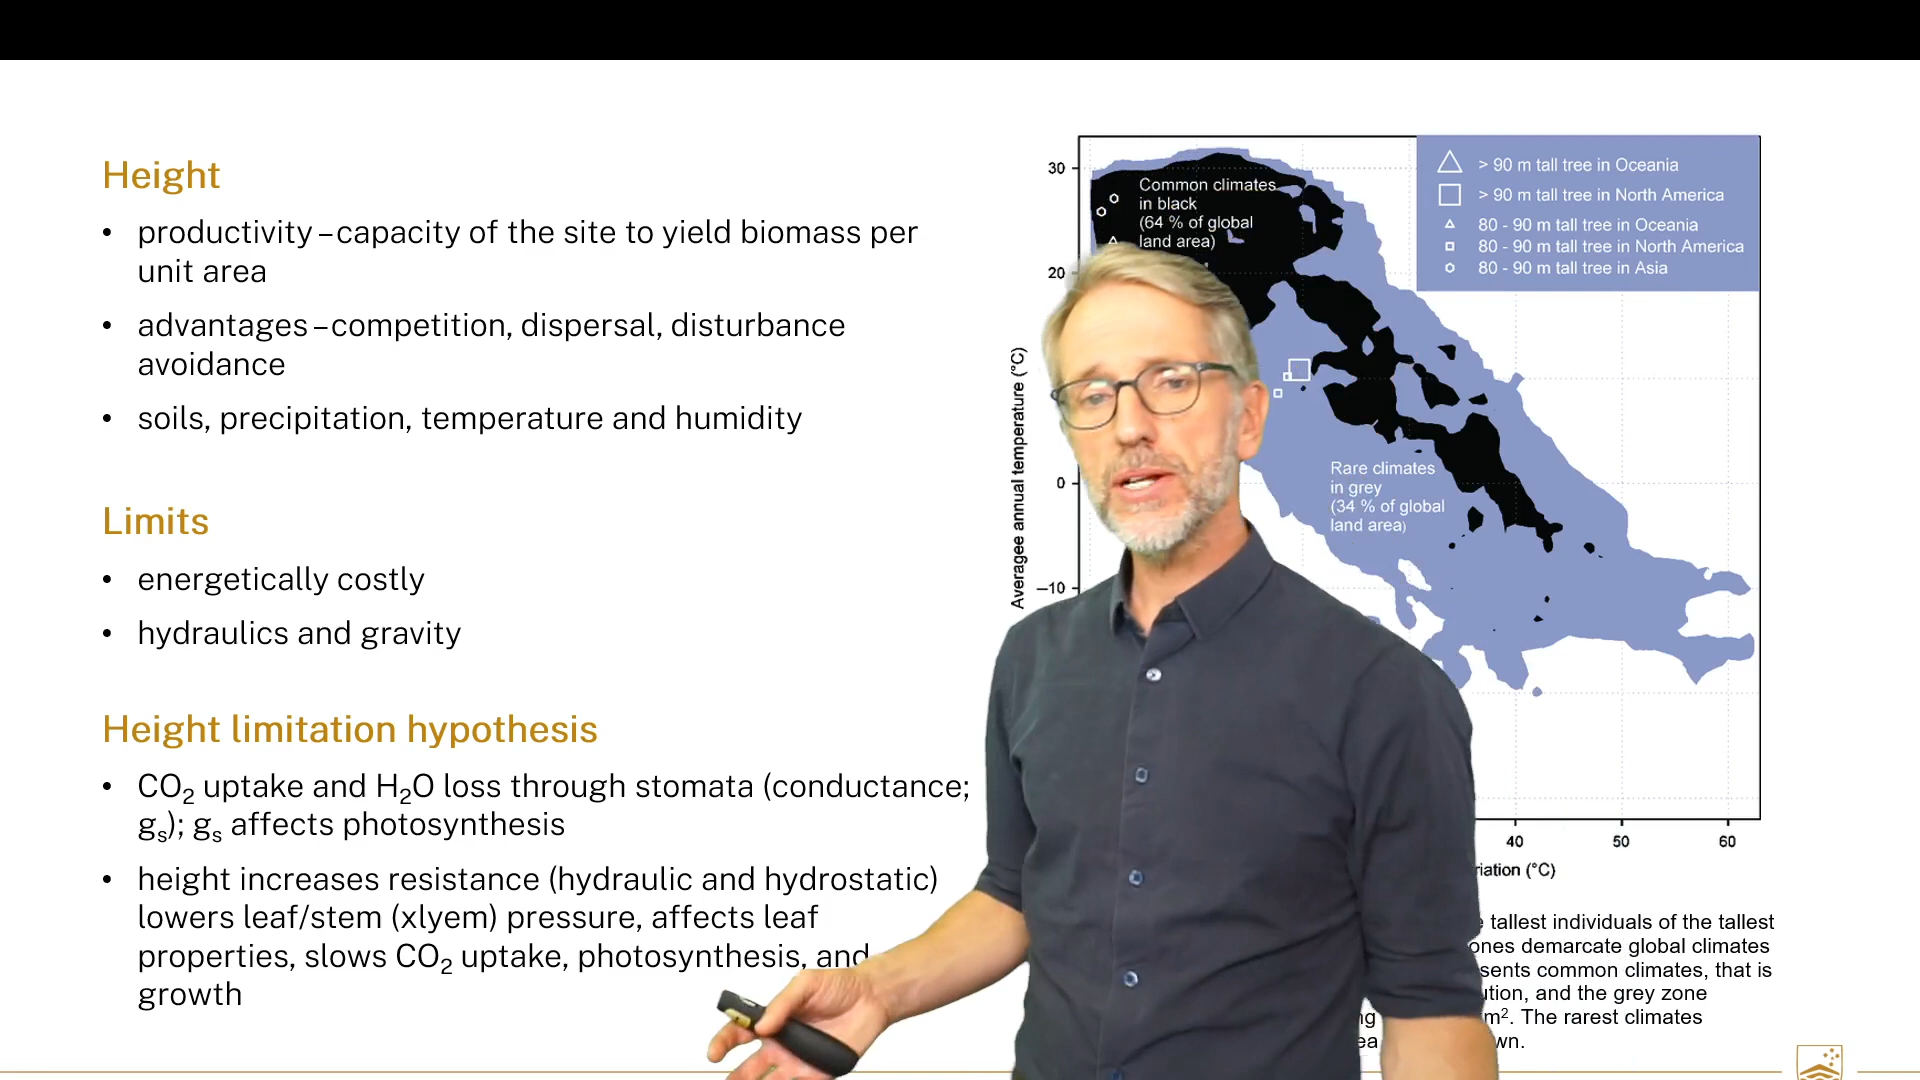 Height
• productivity – capacity of the site to yield biomass per
unit area
• advantages – competition, dispersal, disturbance
avoidance
• soils, precipitation, temperature and humidity
Limits
• energetically costly
• hydraulics and gravity
Height limitation hypothesis
• CO₂ uptake and H₂O loss through stomata (conductance;
gₛ); gₛ affects photosynthesis
• height increases resistance (hydraulic and hydrostatic)
lowers leaf/stem (xlyem) pressure, affects leaf
properties, slows CO₂ uptake, photosynthesis, and
growth
> 90 m tall tree in Oceania
> 90 m tall tree in North America
80 - 90 m tall tree in Oceania
80 - 90 m tall tree in North America
80 - 90 m tall tree in Asia
Common climates
in black
(64 % of global
land area)
Rare climates
in grey
(34 % of global
land area)
Averagee annual temperature (°C)
30
20
0
–10
40 50 60
(°C)
tallest individuals of the tallest
demarcate global climates
common climates, that is
and the grey zone
m². The rarest climates